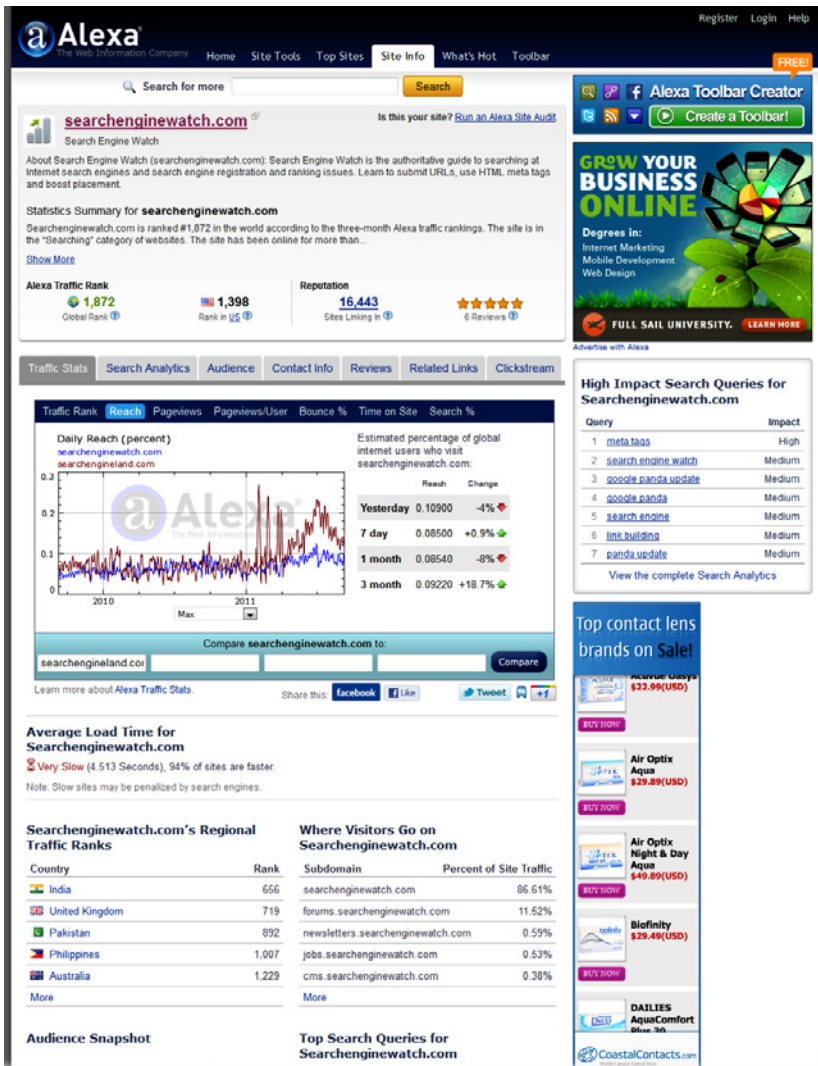 Register Login Help
a Alexa
The Web Information Company
Home Site Tools Top Sites Site Info What's Hot Toolbar
FREE!
Search for more Search
Alexa Toolbar Creator
Create a Toolbar!
searchenginewatch.com
Is this your site? Run an Alexa Site Audit
Search Engine Watch
About Search Engine Watch (searchenginewatch.com): Search Engine Watch is the authoritative guide to searching at
Internet search engines and search engine registration and ranking issues. Learn to submit URLs, use HTML meta tags
and boost placement.
Statistics Summary for searchenginewatch.com
Searchenginewatch.com is ranked #1,872 in the world according to the three-month Alexa traffic rankings. The site is in
the "Searching" category of websites. The site has been online for more than...
Show More
Alexa Traffic Rank Reputation
1,872 1,398 16,443
Global Rank Rank in US Sites Linking In 6 Reviews
GROW YOUR
BUSINESS
ONLINE
Degrees in:
Internet Marketing
Mobile Development
Web Design
FULL SAIL UNIVERSITY. LEARN MORE
Advertise with Alexa
Traffic Stats Search Analytics Audience Contact Info Reviews Related Links Clickstream
Traffic Rank Reach Pageviews Pageviews/User Bounce % Time on Site Search %
Daily Reach (percent)
searchenginewatch.com
searchengineland.com
0.3
0.2
0.1
0
2010 2011
a Alexa
The Web Information Company
Max
Estimated percentage of global
internet users who visit
searchenginewatch.com:
Reach Change
Yesterday 0.10900 -4%
7 day 0.08500 +0.9%
1 month 0.08540 -8%
3 month 0.09220 +18.7%
Compare searchenginewatch.com to:
searchengineland.co Compare
Learn more about Alexa Traffic Stats.
Share this: facebook Like Tweet +1
High Impact Search Queries for
Searchenginewatch.com
Query Impact
1 meta tags High
2 search engine watch Medium
3 google panda update Medium
4 google panda Medium
5 search engine Medium
6 link building Medium
7 panda update Medium
View the complete Search Analytics
Average Load Time for
Searchenginewatch.com
Very Slow (4.513 Seconds), 94% of sites are faster.
Note: Slow sites may be penalized by search engines.
Searchenginewatch.com's Regional
Traffic Ranks
Country Rank
India 656
United Kingdom 719
Pakistan 892
Philippines 1,007
Australia 1,229
More
Where Visitors Go on
Searchenginewatch.com
Subdomain Percent of Site Traffic
searchenginewatch.com 86.61%
forums.searchenginewatch.com 11.52%
newsletters.searchenginewatch.com 0.59%
jobs.searchenginewatch.com 0.53%
cms.searchenginewatch.com 0.38%
More
Audience Snapshot
Top Search Queries for
Searchenginewatch.com
Top contact lens
brands on Sale!
Acuvue Oasys
$22.99(USD)
BUY NOW
Air Optix
Aqua
$29.89(USD)
BUY NOW
Air Optix
Night & Day
Aqua
$49.89(USD)
BUY NOW
Biofinity
$29.49(USD)
BUY NOW
DAILIES
AquaComfort
Plus 30
CoastalContacts.com